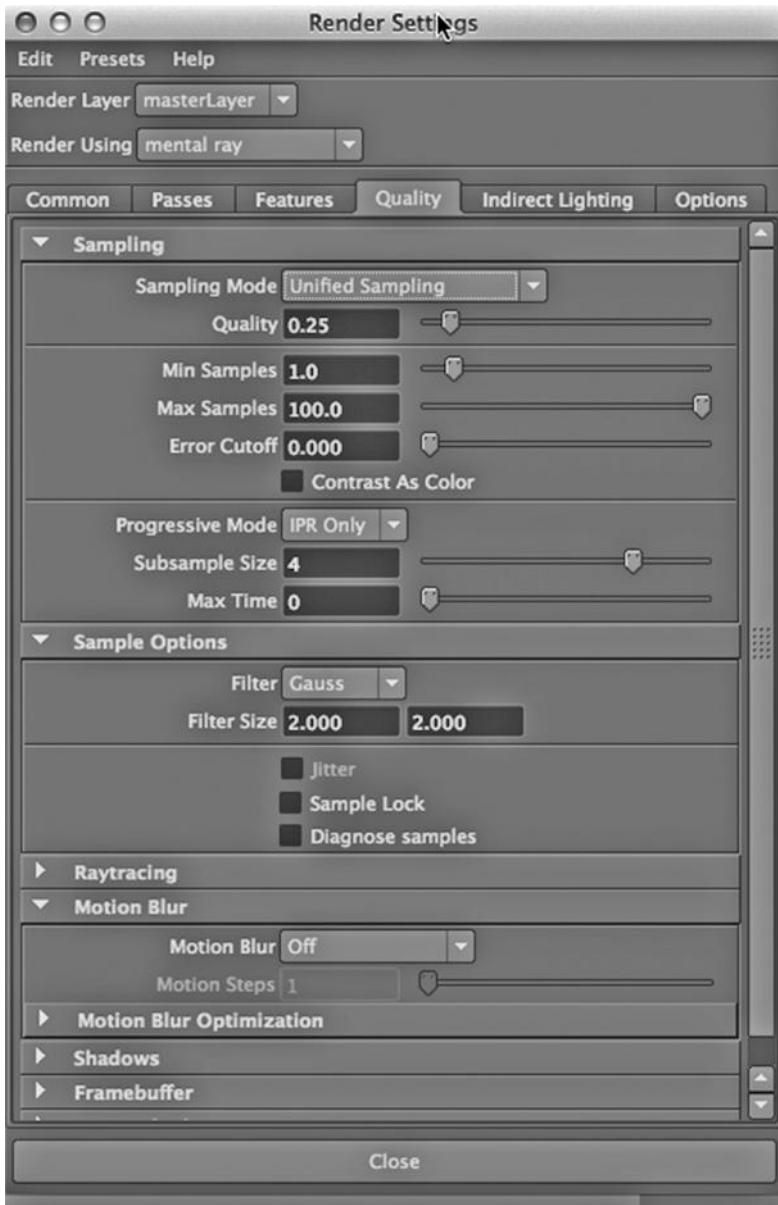 Render Settings
Edit Presets Help
Render Layer masterLayer
Render Using mental ray
Common Passes Features Quality Indirect Lighting Options
Sampling
Sampling Mode Unified Sampling
Quality 0.25
Min Samples 1.0
Max Samples 100.0
Error Cutoff 0.000
Contrast As Color
Progressive Mode IPR Only
Subsample Size 4
Max Time 0
Sample Options
Filter Gauss
Filter Size 2.000 2.000
Jitter
Sample Lock
Diagnose samples
Raytracing
Motion Blur
Motion Blur Off
Motion Steps 1
Motion Blur Optimization
Shadows
Framebuffer
Close